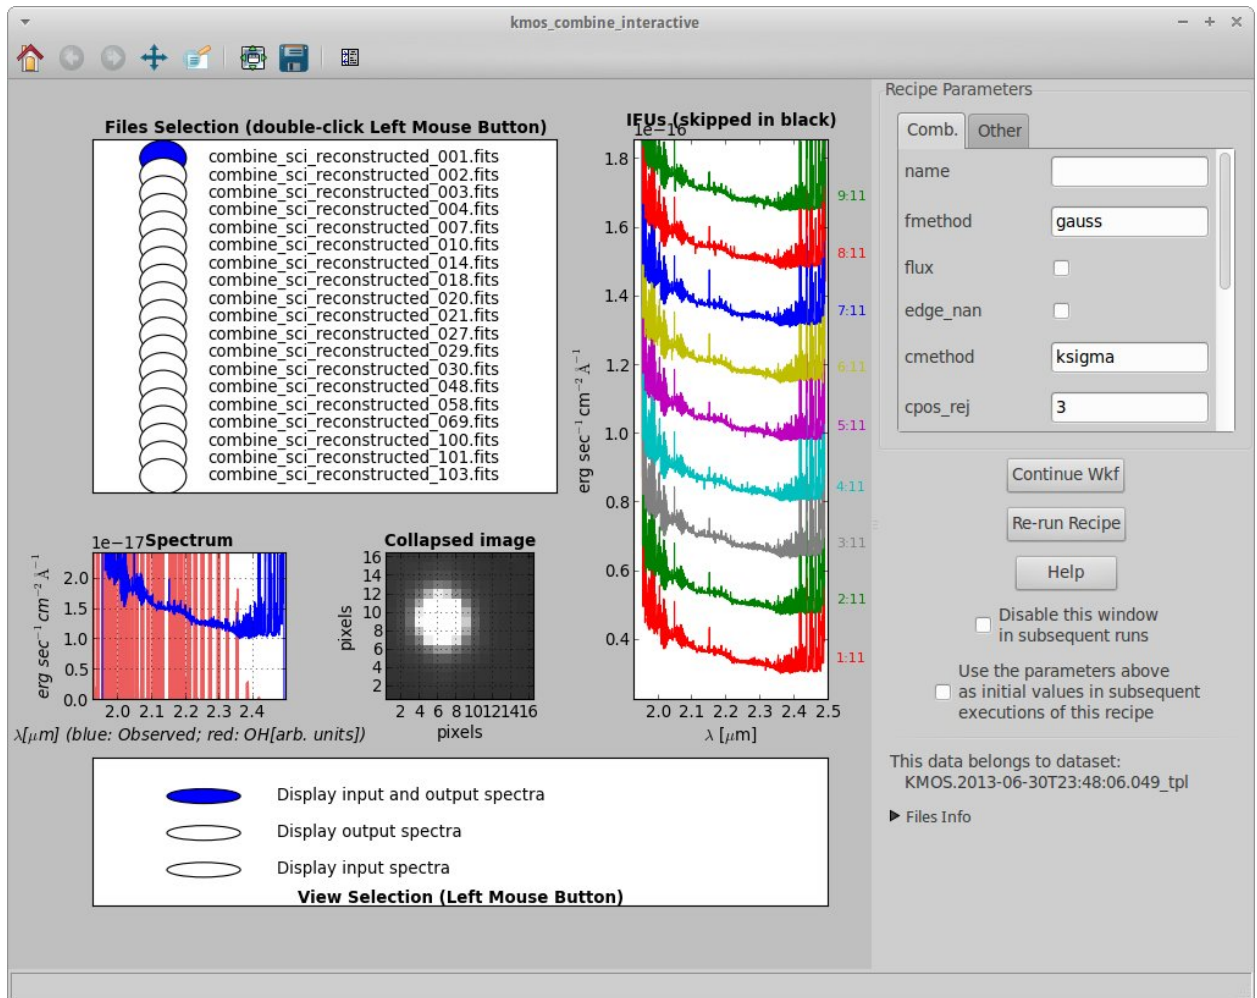 kmos_combine_interactive
Files Selection (double-click Left Mouse Button)
combine_sci_reconstructed_001.fits
combine_sci_reconstructed_002.fits
combine_sci_reconstructed_003.fits
combine_sci_reconstructed_004.fits
combine_sci_reconstructed_007.fits
combine_sci_reconstructed_010.fits
combine_sci_reconstructed_014.fits
combine_sci_reconstructed_018.fits
combine_sci_reconstructed_020.fits
combine_sci_reconstructed_021.fits
combine_sci_reconstructed_027.fits
combine_sci_reconstructed_029.fits
combine_sci_reconstructed_030.fits
combine_sci_reconstructed_048.fits
combine_sci_reconstructed_058.fits
combine_sci_reconstructed_069.fits
combine_sci_reconstructed_100.fits
combine_sci_reconstructed_101.fits
combine_sci_reconstructed_103.fits
1e−17 Spectrum
erg sec⁻¹ cm⁻² Å⁻¹
2.0
1.5
1.0
0.5
0.0
2.0 2.1 2.2 2.3 2.4
λ[μm] (blue: Observed; red: OH[arb. units])
Collapsed image
pixels
16
14
12
10
8
6
4
2
2 4 6 8 10 12 14 16
pixels
IFUs (skipped in black)
1e−16
erg sec⁻¹ cm⁻² Å⁻¹
1.8
1.6
1.4
1.2
1.0
0.8
0.6
0.4
9:11
8:11
7:11
6:11
5:11
4:11
3:11
2:11
1:11
2.0 2.1 2.2 2.3 2.4 2.5
λ [μm]
Display input and output spectra
Display output spectra
Display input spectra
View Selection (Left Mouse Button)
Recipe Parameters
Comb. Other
name
fmethod gauss
flux
edge_nan
cmethod ksigma
cpos_rej 3
Continue Wkf
Re-run Recipe
Help
Disable this window
in subsequent runs
Use the parameters above
as initial values in subsequent
executions of this recipe
This data belongs to dataset:
KMOS.2013-06-30T23:48:06.049_tpl
Files Info